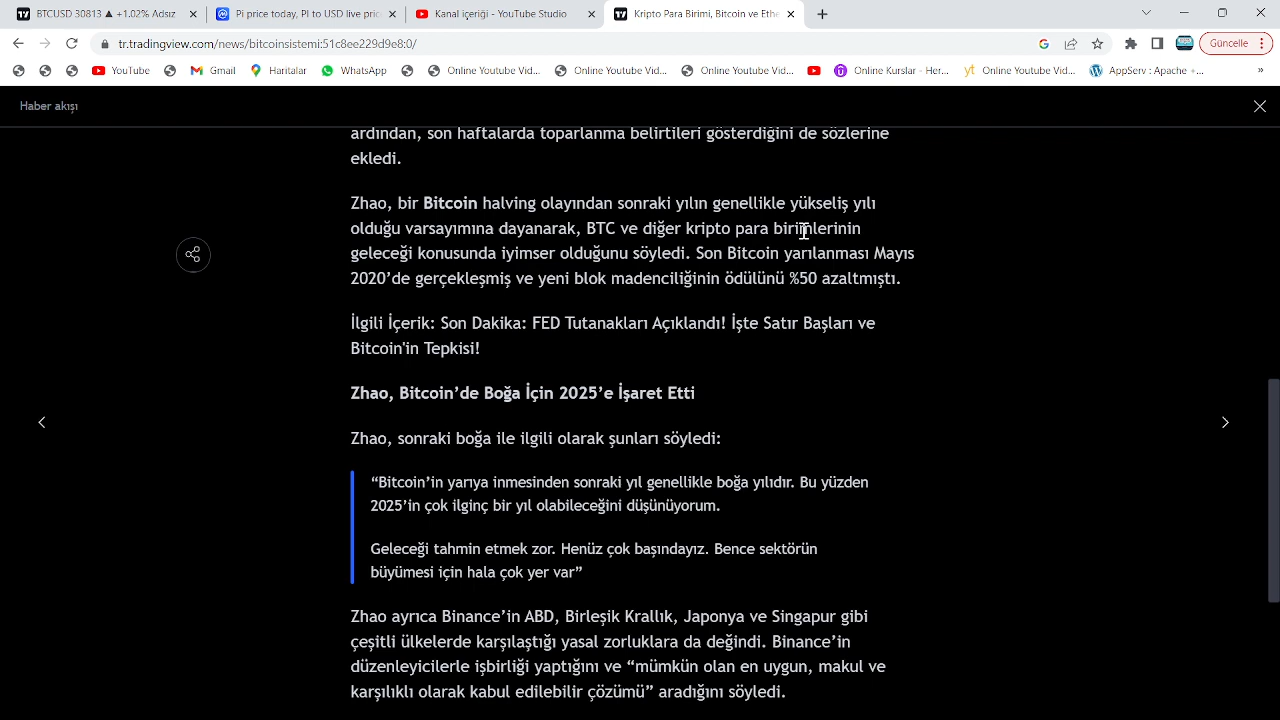 BTCUSD 30813 ▲ +1.02% Adsız
Pi price today, PI to USD live pric
Kanal içeriği - YouTube Studio
Kripto Para Birimi, Bitcoin ve Ethe
tr.tradingview.com/news/bitcoinsistemi:51c8ee229d9e8:0/
Güncelle
YouTube
Gmail
Haritalar
WhatsApp
Online Youtube Vid...
Online Youtube Vid...
Online Youtube Vid...
Online Kurslar - Her...
Online Youtube Vid...
AppServ : Apache +...
»
Haber akışı
ardından, son haftalarda toparlanma belirtileri gösterdiğini de sözlerine
ekledi.
Zhao, bir Bitcoin halving olayından sonraki yılın genellikle yükseliş yılı
olduğu varsayımına dayanarak, BTC ve diğer kripto para birimlerinin
geleceği konusunda iyimser olduğunu söyledi. Son Bitcoin yarılanması Mayıs
2020’de gerçekleşmiş ve yeni blok madenciliğinin ödülünü %50 azaltmıştı.
İlgili İçerik: Son Dakika: FED Tutanakları Açıklandı! İşte Satır Başları ve
Bitcoin'in Tepkisi!
Zhao, Bitcoin’de Boğa İçin 2025’e İşaret Etti
Zhao, sonraki boğa ile ilgili olarak şunları söyledi:
“Bitcoin’in yarıya inmesinden sonraki yıl genellikle boğa yılıdır. Bu yüzden
2025’in çok ilginç bir yıl olabileceğini düşünüyorum.
Geleceği tahmin etmek zor. Henüz çok başındayız. Bence sektörün
büyümesi için hala çok yer var”
Zhao ayrıca Binance’in ABD, Birleşik Krallık, Japonya ve Singapur gibi
çeşitli ülkelerde karşılaştığı yasal zorluklara da değindi. Binance’in
düzenleyicilerle işbirliği yaptığını ve “mümkün olan en uygun, makul ve
karşılıklı olarak kabul edilebilir çözümü” aradığını söyledi.